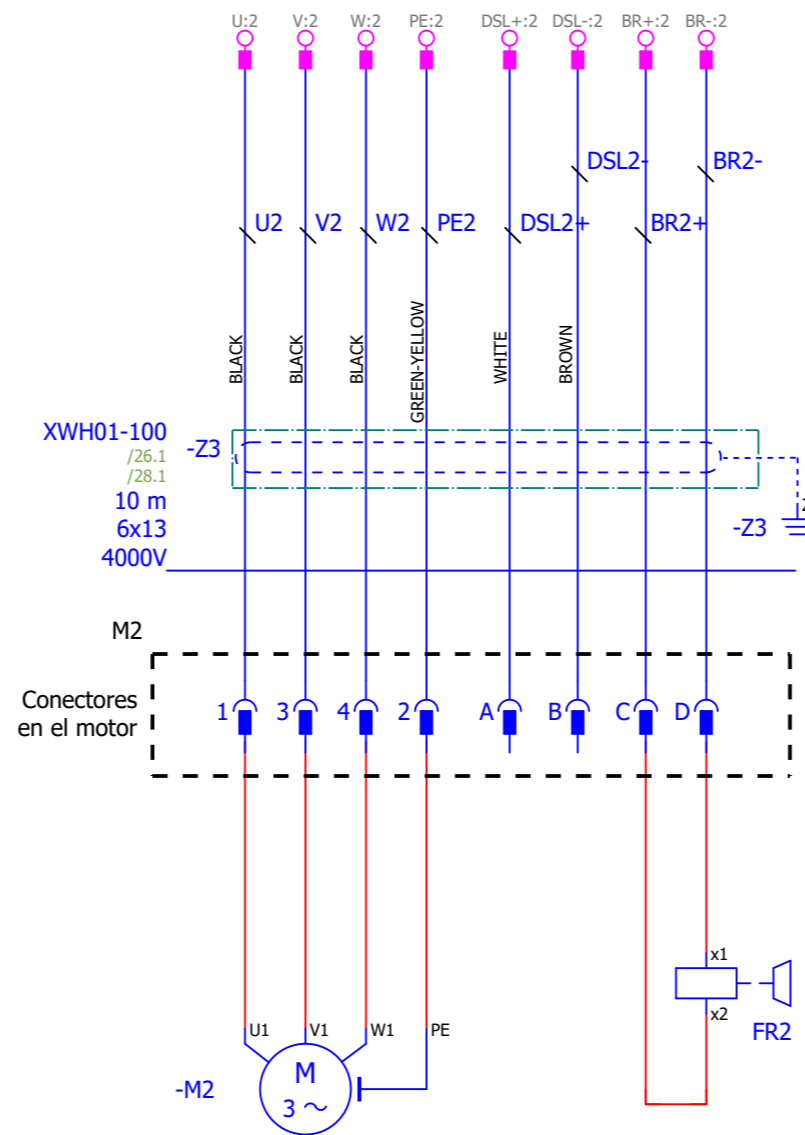 U:2 V:2 W:2 PE:2 DSL+:2 DSL-:2 BR+:2 BR-:2
DSL2- BR2-
U2 V2 W2 PE2 DSL2+ BR2+
BLACK BLACK BLACK GREEN-YELLOW WHITE BROWN
XWH01-100
-Z3
/26.1
/28.1
10 m
6x13
4000V
-Z3
M2
Conectores
en el motor
1 3 4 2 A B C D
x1
x2
FR2
U1 V1 W1 PE
-M2
M
3 ~